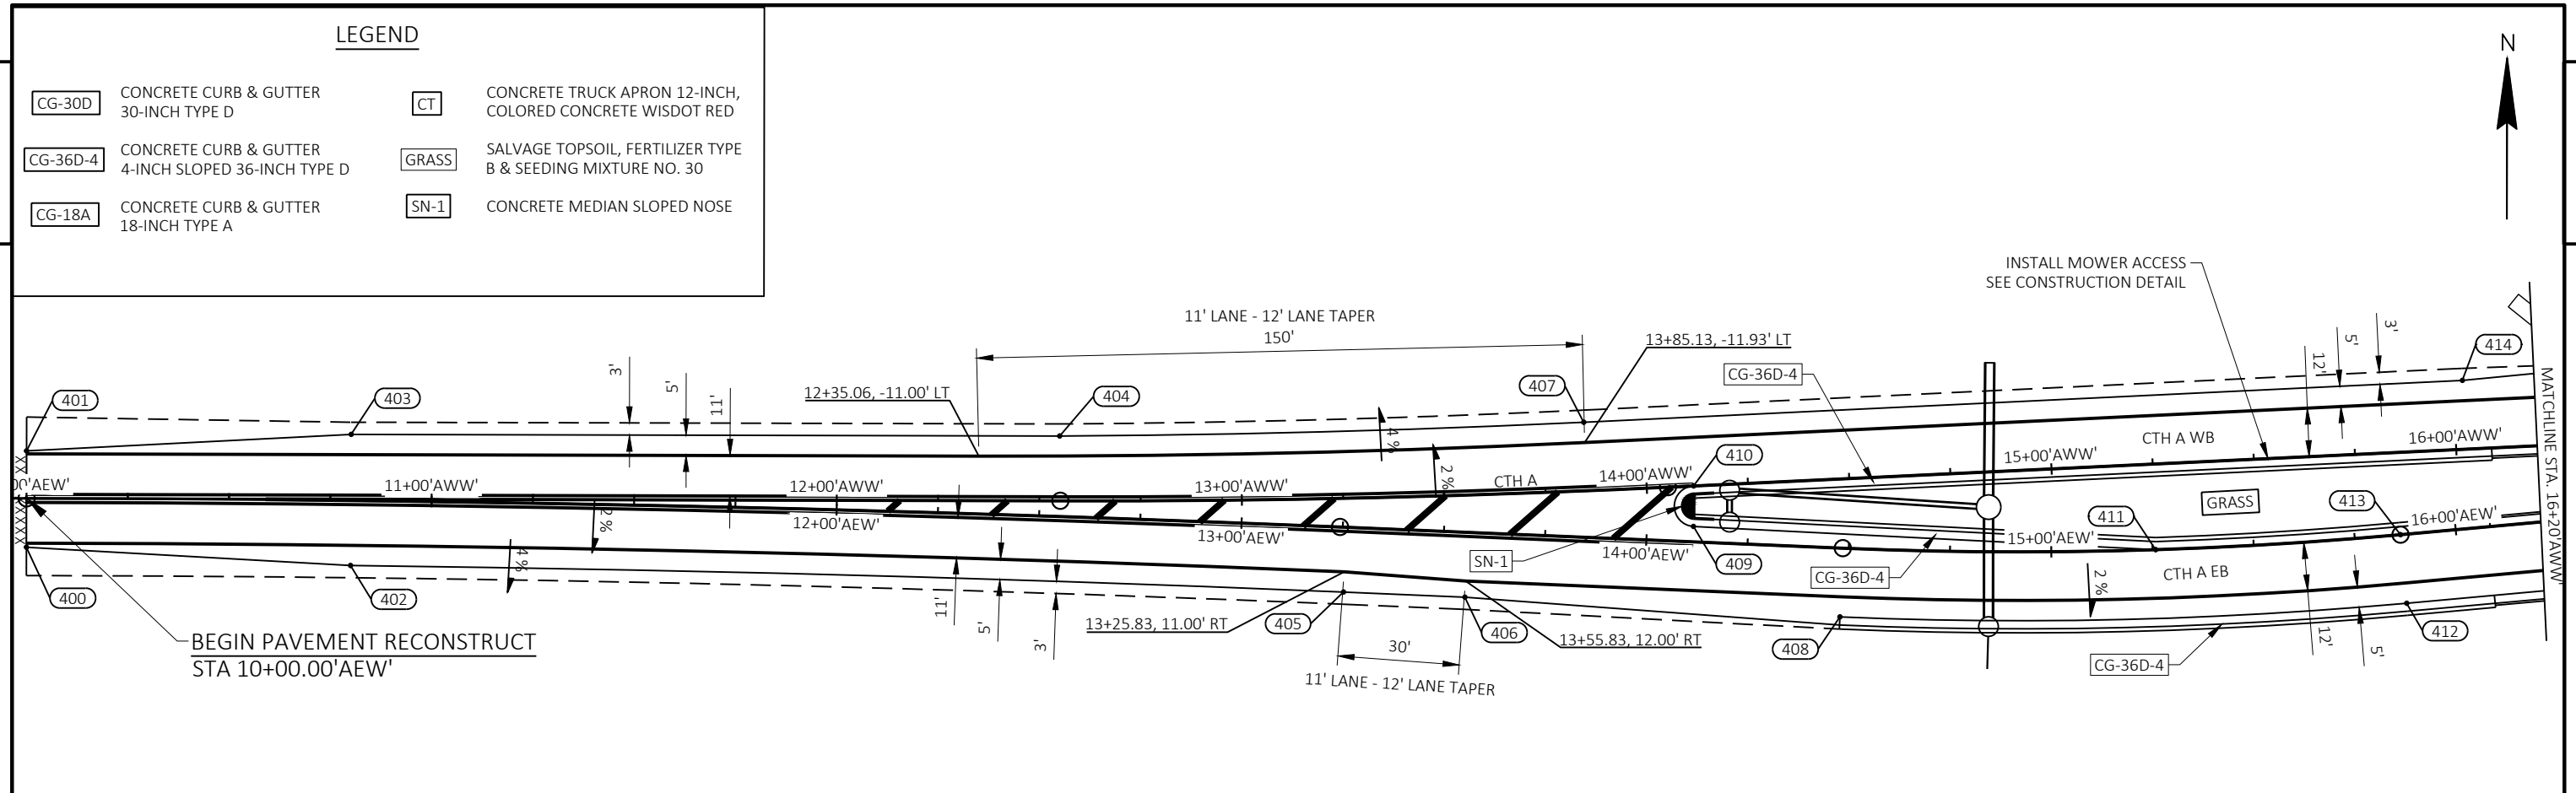 LEGEND
CG-30D
CONCRETE CURB & GUTTER
30-INCH TYPE D
CT
CONCRETE TRUCK APRON 12-INCH,
COLORED CONCRETE WISDOT RED
CG-36D-4
CONCRETE CURB & GUTTER
4-INCH SLOPED 36-INCH TYPE D
GRASS
SALVAGE TOPSOIL, FERTILIZER TYPE
B & SEEDING MIXTURE NO. 30
CG-18A
CONCRETE CURB & GUTTER
18-INCH TYPE A
SN-1
CONCRETE MEDIAN SLOPED NOSE
N
INSTALL MOWER ACCESS
SEE CONSTRUCTION DETAIL
11' LANE - 12' LANE TAPER
150'
13+85.13, -11.93' LT
12+35.06, -11.00' LT
CG-36D-4
3'
5'
11'
12'
5'
3'
401
403
404
407
414
4 %
2 %
410
CTH A
CTH A WB
00'AEW'
11+00'AWW'
12+00'AWW'
13+00'AWW'
14+00'AWW'
15+00'AWW'
16+00'AWW'
MATCHLINE STA. 16+20'AWW'
GRASS
413
411
12+00'AEW'
13+00'AEW'
14+00'AEW'
15+00'AEW'
16+00'AEW'
2 %
4 %
SN-1
409
CG-36D-4
2 %
CTH A EB
400
402
11'
5'
3'
13+25.83, 11.00' RT
405
406
13+55.83, 12.00' RT
408
412
12'
5'
CG-36D-4
30'
11' LANE - 12' LANE TAPER
BEGIN PAVEMENT RECONSTRUCT
STA 10+00.00'AEW'